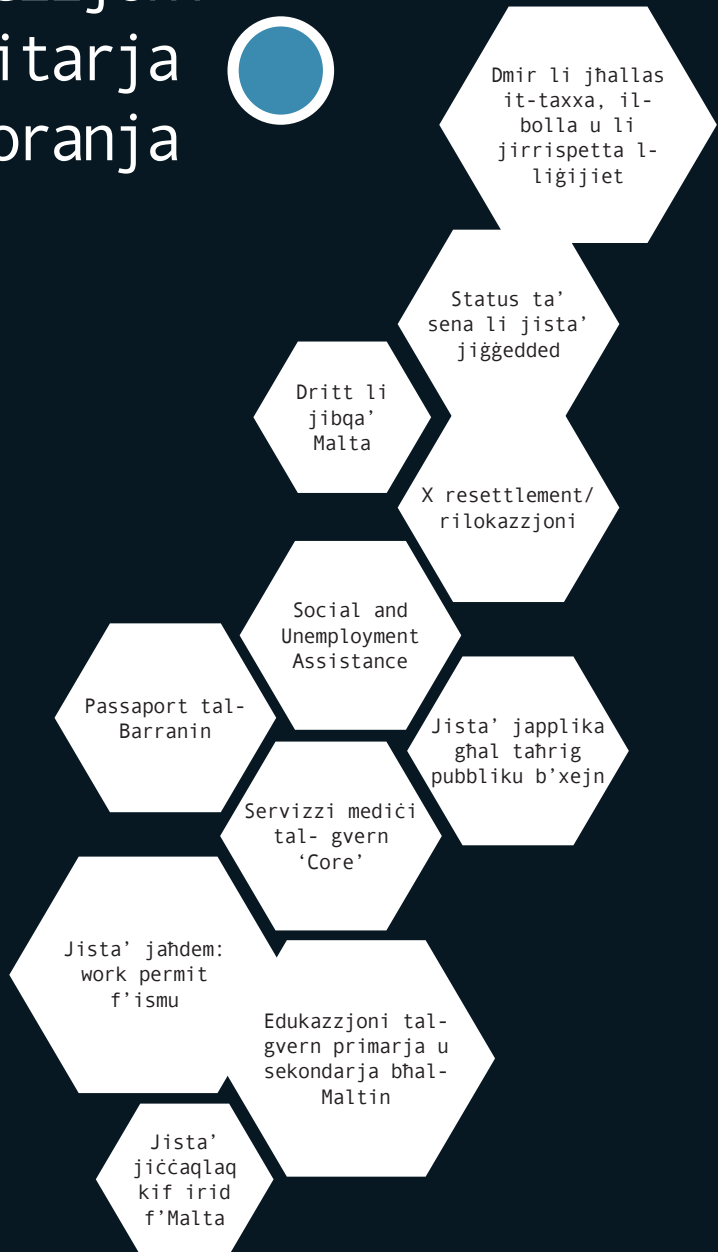 itarja
Dmir li jħallas
it-taxxa, il-
bolla u li
jirrispetta l-
liġijiet
Status ta’
sena li jista’
jiġġedded
Dritt li
jibqa’
Malta
X resettlement/
rilokazzjoni
Social and
Unemployment
Assistance
Passaport tal-
Barranin
Jista’ japplika
għal taħrig
pubbliku b’xejn
Servizzi mediċi
tal- gvern
‘Core’
Jista’ jaħdem:
work permit
f’ismu
Edukazzjoni tal-
gvern primarja u
sekondarja bħal-
Maltin
Jista’
jiċċaqlaq
kif irid
f’Malta